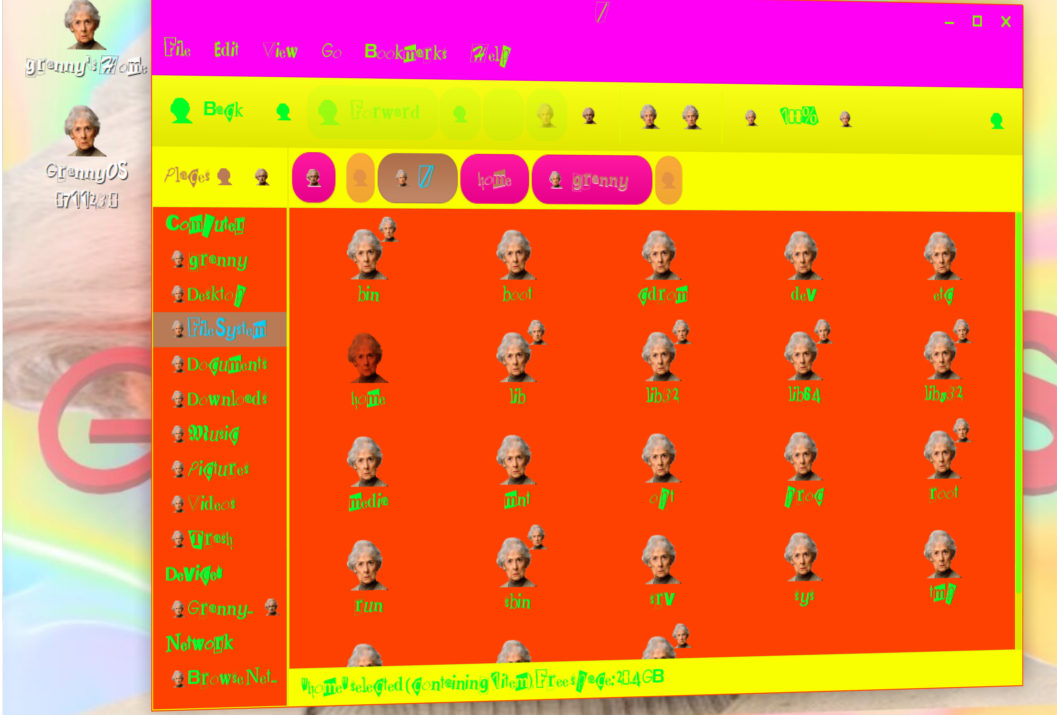 granny's Home
GrannyOS
/
File Edit View Go Bookmarks Help
Back Forward 100%
Places / home granny
Computer
granny
Desktop
File System
Documents
Downloads
Music
Pictures
Videos
Trash
Devices
Granny...
Network
Browse Net...
bin boot cdrom dev etc
home lib lib32 lib64 libx32
media mnt opt proc root
run sbin srv sys tmp
"home" selected (containing 1 item), Free space:
G S